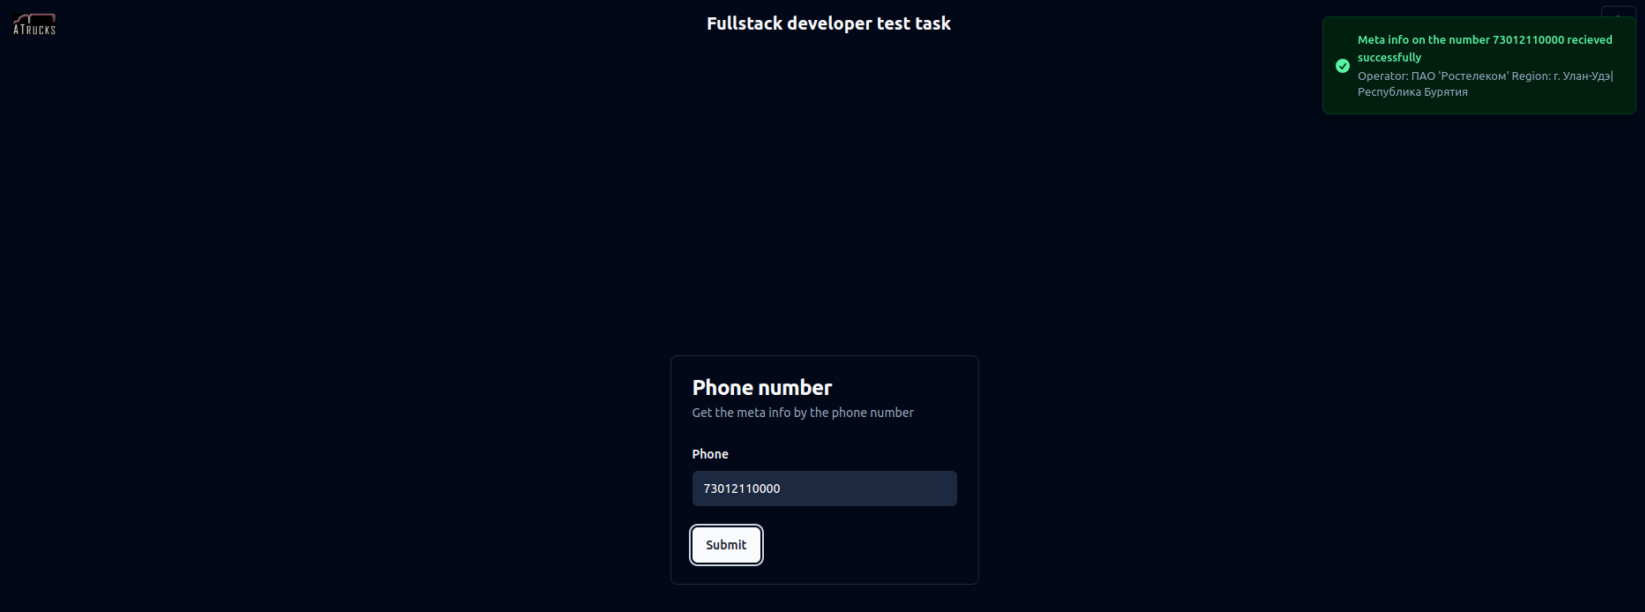 ATRUCKS
Fullstack developer test task
Meta info on the number 73012110000 recieved
successfully
Operator: ПАО 'Ростелеком' Region: г. Улан-Удэ|
Республика Бурятия
Phone number
Get the meta info by the phone number
Phone
73012110000
Submit